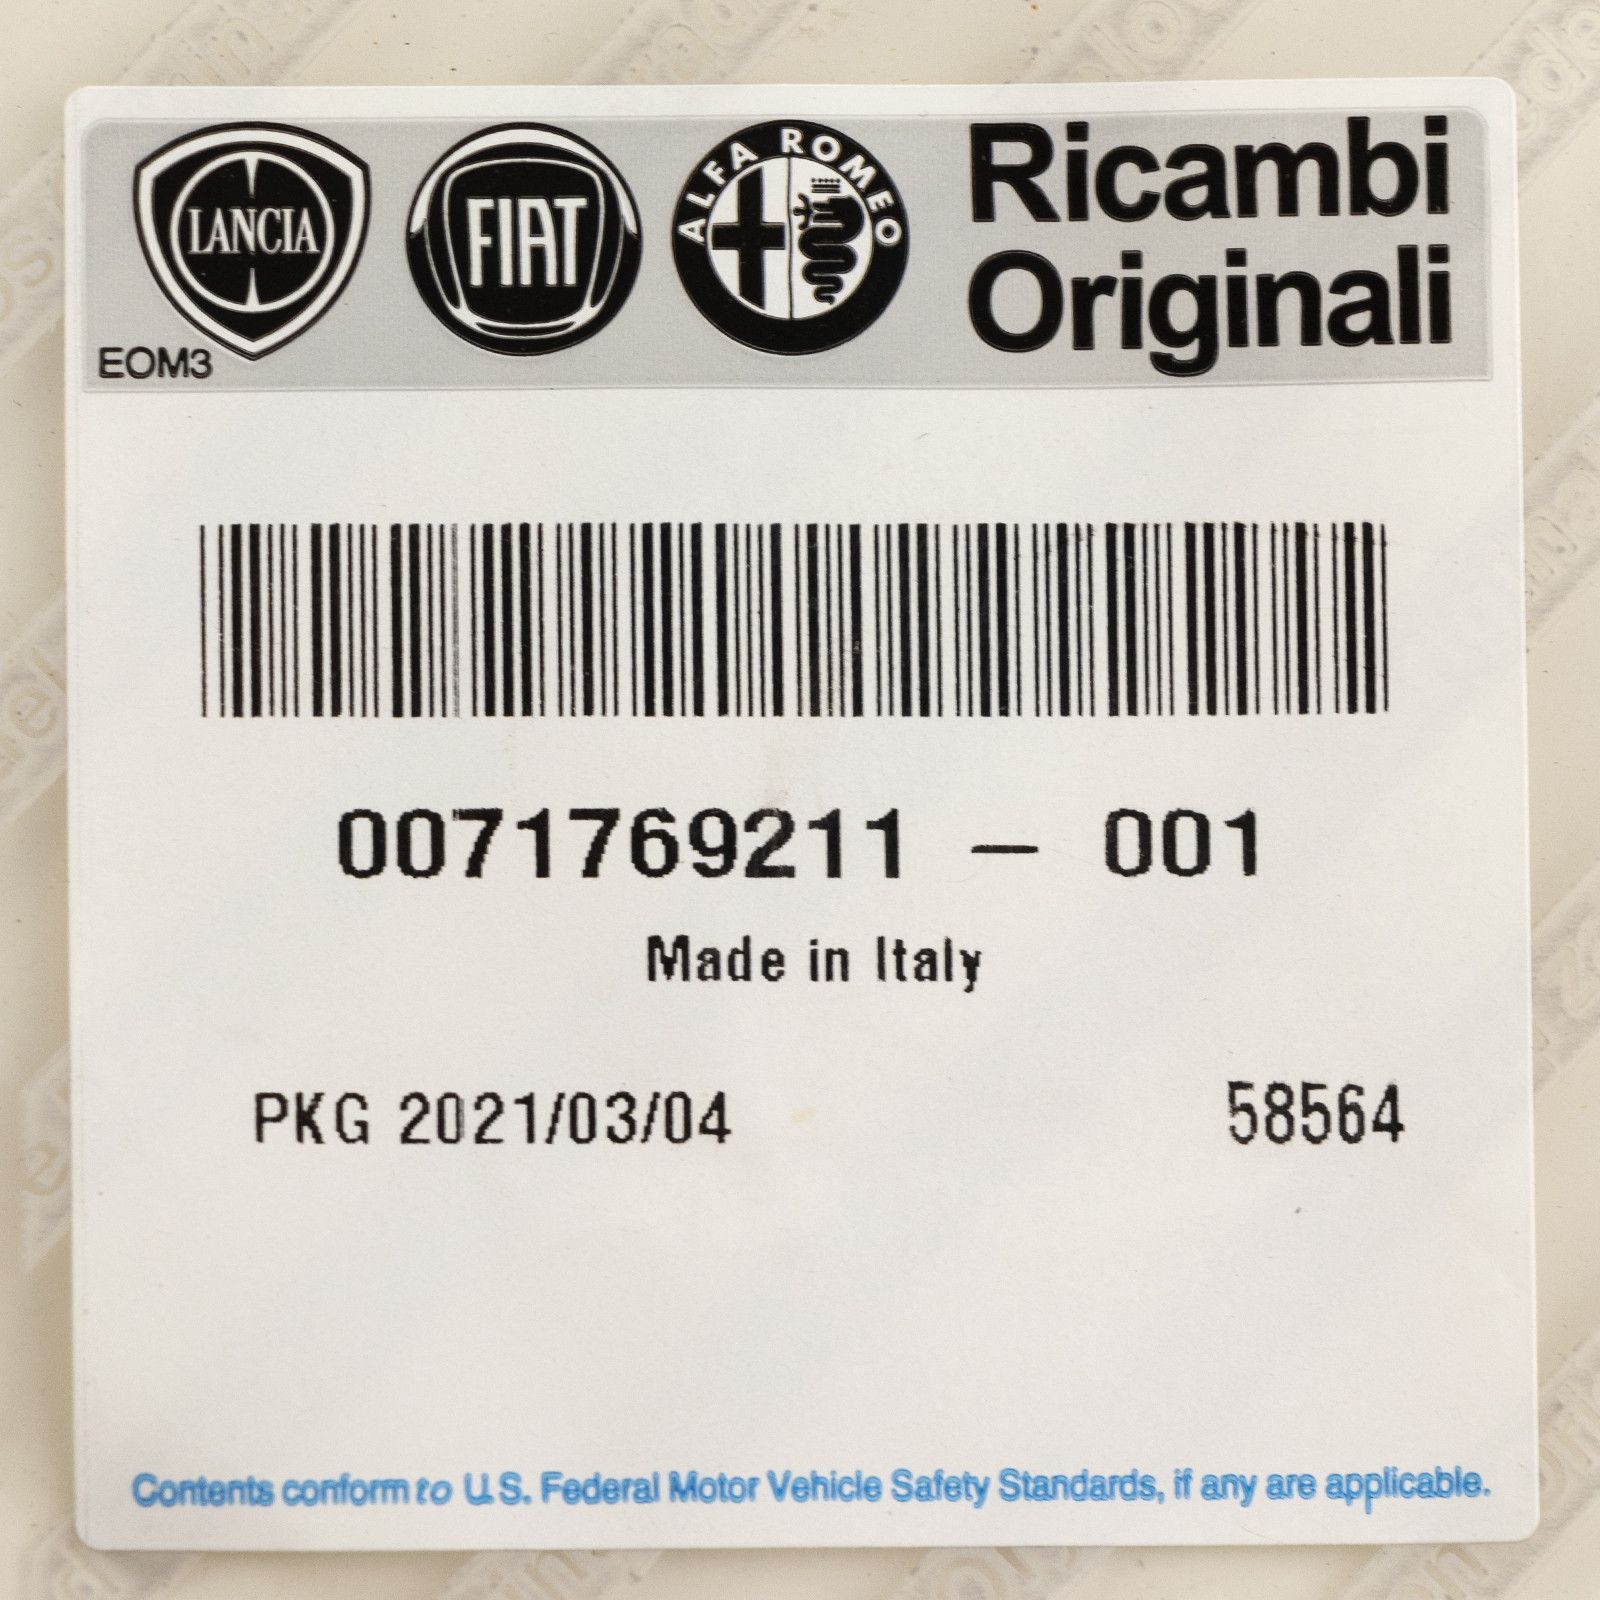 LANCIA FIAT ALFA ROMEO Ricambi
Originali
EOM3
0071769211 – 001
Made in Italy
PKG 2021/03/04 58564
Contents conform to U.S. Federal Motor Vehicle Safety Standards, if any are applicable.